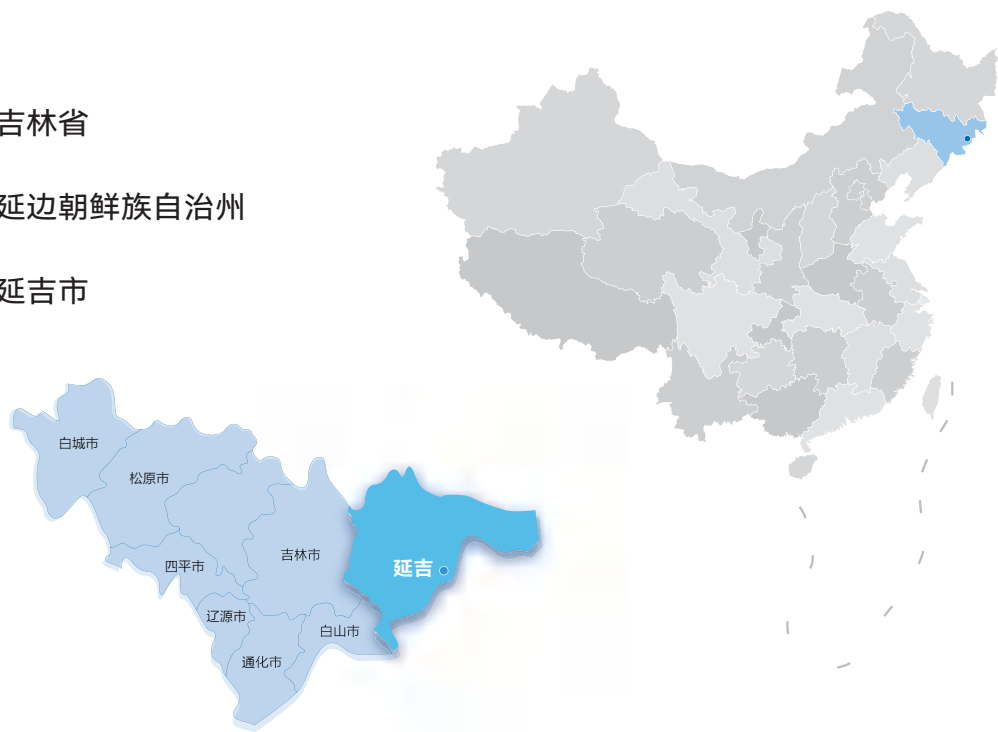 吉林省
延边朝鲜族自治州
延吉市
白城市
松原市
吉林市
四平市
延吉
辽源市
白山市
通化市